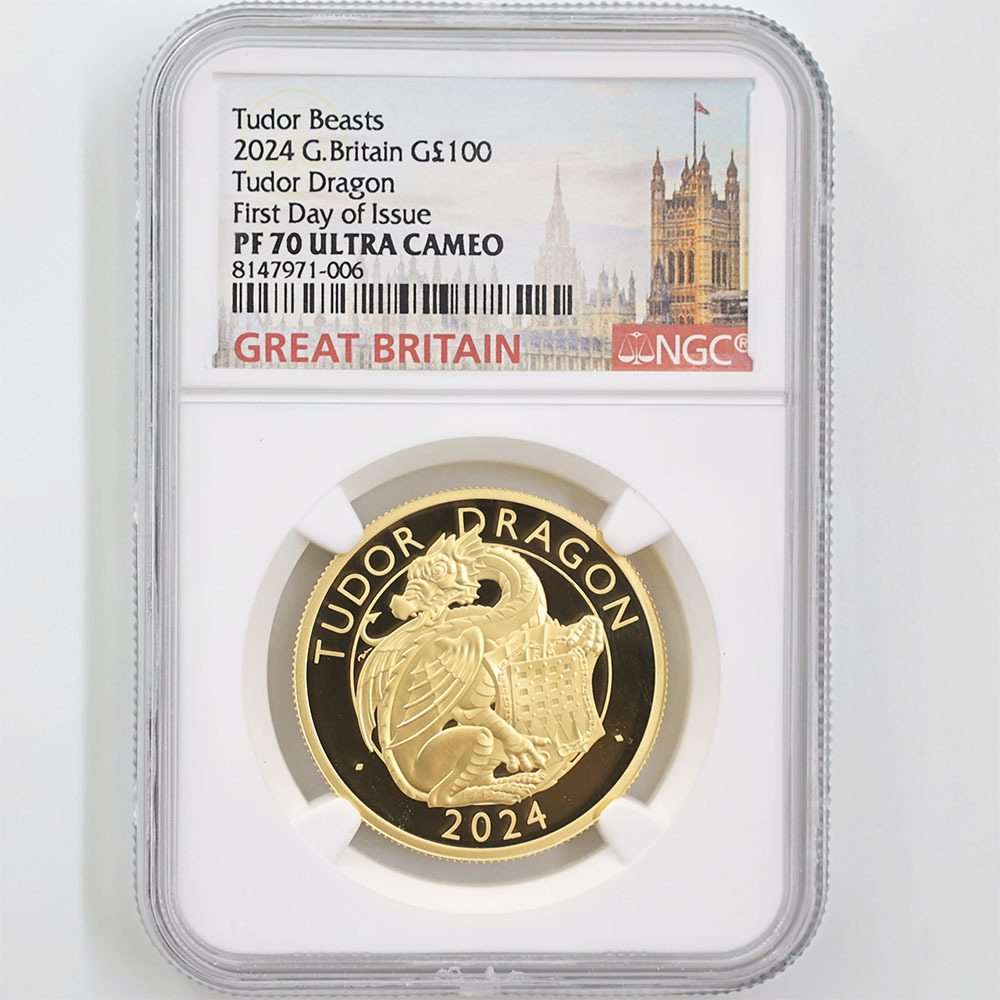 Tudor Beasts
2024 G.Britain G£100
Tudor Dragon
First Day of Issue
PF 70 ULTRA CAMEO
8147971-006
GREAT BRITAIN
NGC®
TUDOR DRAGON
2024